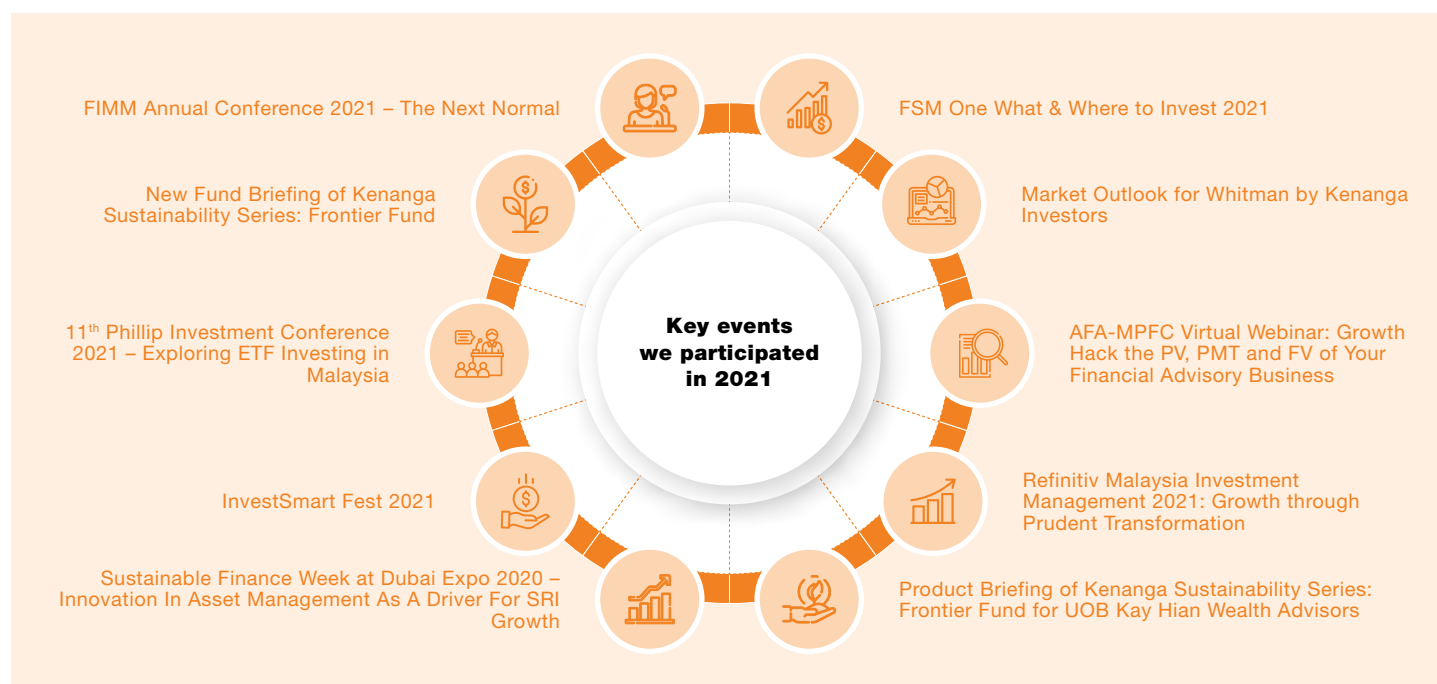 FIMM Annual Conference 2021 – The Next Normal
FSM One What & Where to Invest 2021
New Fund Briefing of Kenanga
Sustainability Series: Frontier Fund
Market Outlook for Whitman by Kenanga
Investors
11th Phillip Investment Conference
2021 – Exploring ETF Investing in
Malaysia
Key events
we participated
in 2021
AFA-MPFC Virtual Webinar: Growth
Hack the PV, PMT and FV of Your
Financial Advisory Business
InvestSmart Fest 2021
Refinitiv Malaysia Investment
Management 2021: Growth through
Prudent Transformation
Sustainable Finance Week at Dubai Expo 2020 –
Innovation In Asset Management As A Driver For SRI
Growth
Product Briefing of Kenanga Sustainability Series:
Frontier Fund for UOB Kay Hian Wealth Advisors